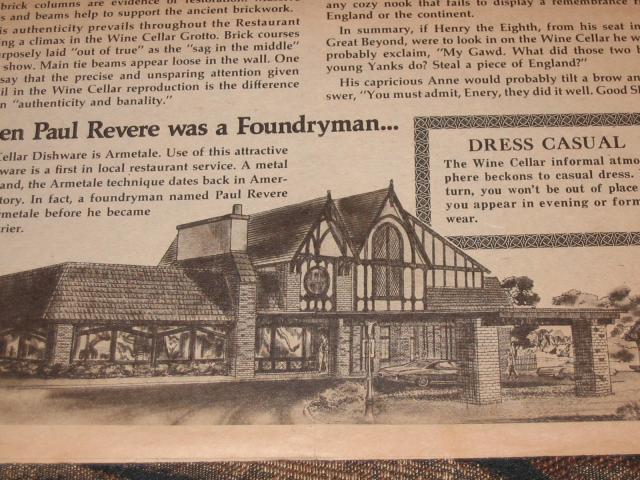 brick columns are evidence of restoration.
s and beams help to support the ancient brickwork.
is authenticity prevails throughout the Restaurant
ng a climax in the Wine Cellar Grotto. Brick courses
urposely laid "out of true" as the "sag in the middle"
show. Main tie beams appear loose in the wall. One
say that the precise and unsparing attention given
il in the Wine Cellar reproduction is the difference
n "authenticity and banality."
any cozy nook that fails to display a remembrance
England or the continent.
In summary, if Henry the Eighth, from his seat in
Great Beyond, were to look in on the Wine Cellar he w
probably exclaim, "My Gawd. What did those two
young Yanks do? Steal a piece of England?"
His capricious Anne would probably tilt a brow an
swer, "You must admit, Enery, they did it well. Good Sh
en Paul Revere was a Foundryman...
Cellar Dishware is Armetale. Use of this attractive
ware is a first in local restaurant service. A metal
and, the Armetale technique dates back in Amer-
tory. In fact, a foundryman named Paul Revere
rmetale before he became
rier.
DRESS CASUAL
The Wine Cellar informal atmo
phere beckons to casual dress.
turn, you won't be out of place
you appear in evening or form
wear.